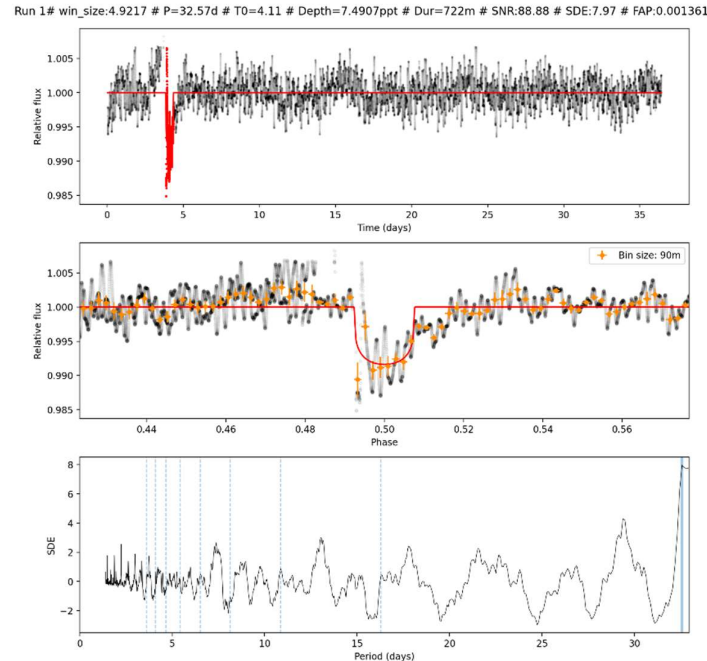 Run 1# win_size:4.9217 # P=32.57d # T0=4.11 # Depth=7.4907ppt # Dur=722m # SNR:88.88 # SDE:7.97 # FAP:0.001361
1.005
1.000
0.995
0.990
0.985
Relative flux
0 5 10 15 20 25 30 35
Time (days)
Bin size: 90m
1.005
1.000
0.995
0.990
0.985
Relative flux
0.44 0.46 0.48 0.50 0.52 0.54 0.56
Phase
8
6
4
2
0
−2
SDE
0 5 10 15 20 25 30
Period (days)